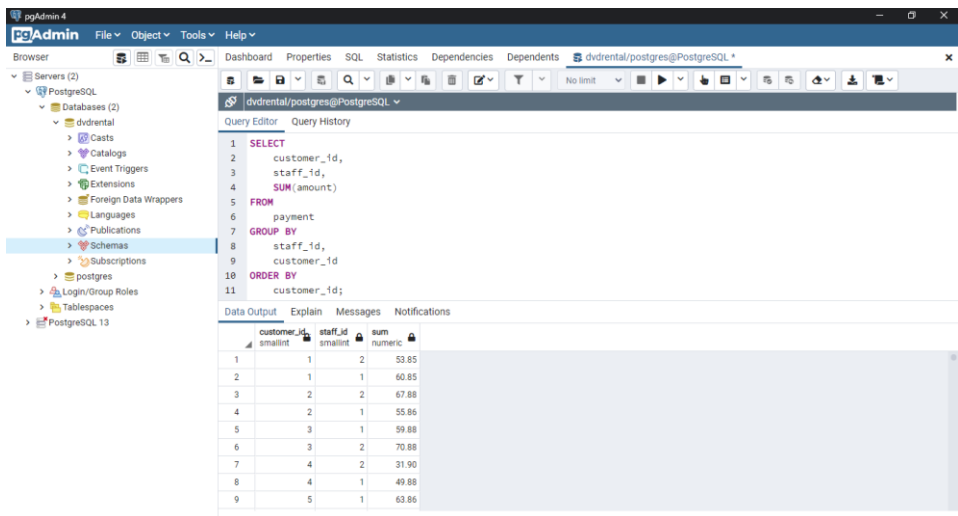 pgAdmin 4
pgAdmin File Object Tools Help
Browser
Dashboard Properties SQL Statistics Dependencies Dependents dvdrental/postgres@PostgreSQL *
Servers (2)
PostgreSQL
Databases (2)
dvdrental
Casts
Catalogs
Event Triggers
Extensions
Foreign Data Wrappers
Languages
Publications
Schemas
Subscriptions
postgres
Login/Group Roles
Tablespaces
PostgreSQL 13
No limit
dvdrental/postgres@PostgreSQL
Query Editor Query History
1 SELECT
2 customer_id,
3 staff_id,
4 SUM(amount)
5 FROM
6 payment
7 GROUP BY
8 staff_id,
9 customer_id
10 ORDER BY
11 customer_id;
Data Output Explain Messages Notifications
customer_id staff_id sum
smallint smallint numeric
1 1 2 53.85
2 1 1 60.85
3 2 2 67.88
4 2 1 55.86
5 3 1 59.88
6 3 2 70.88
7 4 2 31.90
8 4 1 49.88
9 5 1 63.86